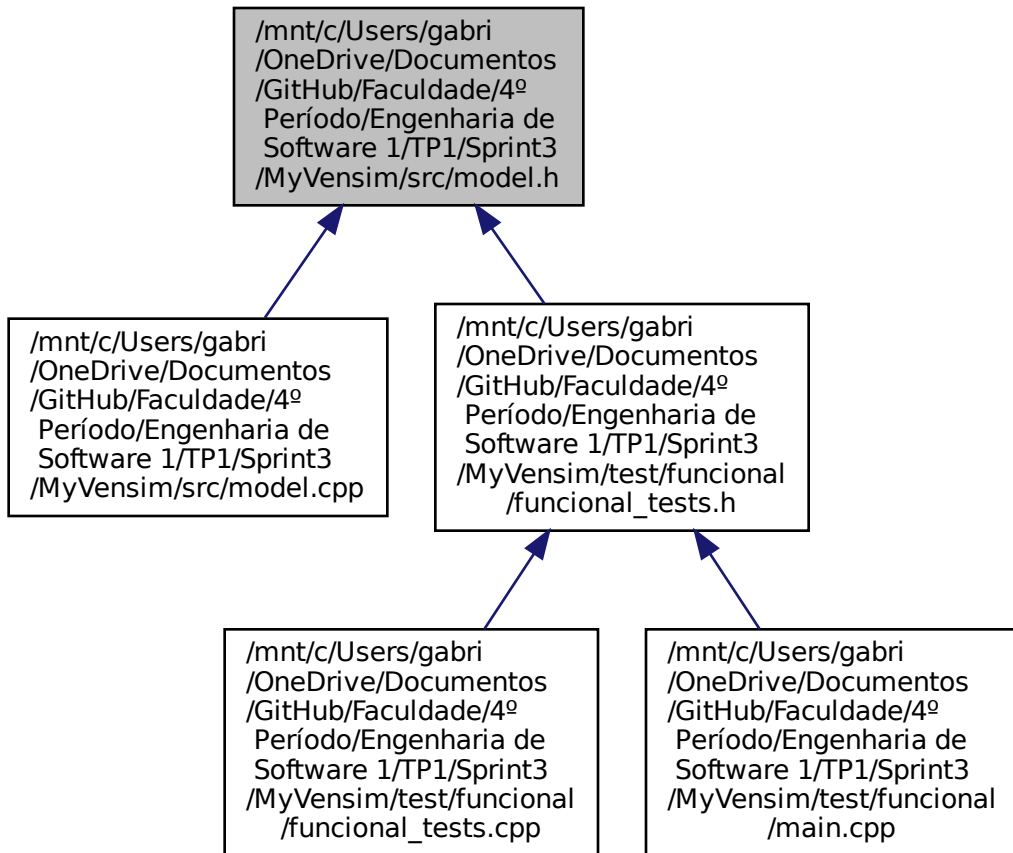 /mnt/c/Users/gabri
/OneDrive/Documentos
/GitHub/Faculdade/4º
Período/Engenharia de
Software 1/TP1/Sprint3
/MyVensim/src/model.h
/mnt/c/Users/gabri
/OneDrive/Documentos
/GitHub/Faculdade/4º
Período/Engenharia de
Software 1/TP1/Sprint3
/MyVensim/src/model.cpp
/mnt/c/Users/gabri
/OneDrive/Documentos
/GitHub/Faculdade/4º
Período/Engenharia de
Software 1/TP1/Sprint3
/MyVensim/test/funcional
/funcional_tests.h
/mnt/c/Users/gabri
/OneDrive/Documentos
/GitHub/Faculdade/4º
Período/Engenharia de
Software 1/TP1/Sprint3
/MyVensim/test/funcional
/funcional_tests.cpp
/mnt/c/Users/gabri
/OneDrive/Documentos
/GitHub/Faculdade/4º
Período/Engenharia de
Software 1/TP1/Sprint3
/MyVensim/test/funcional
/main.cpp